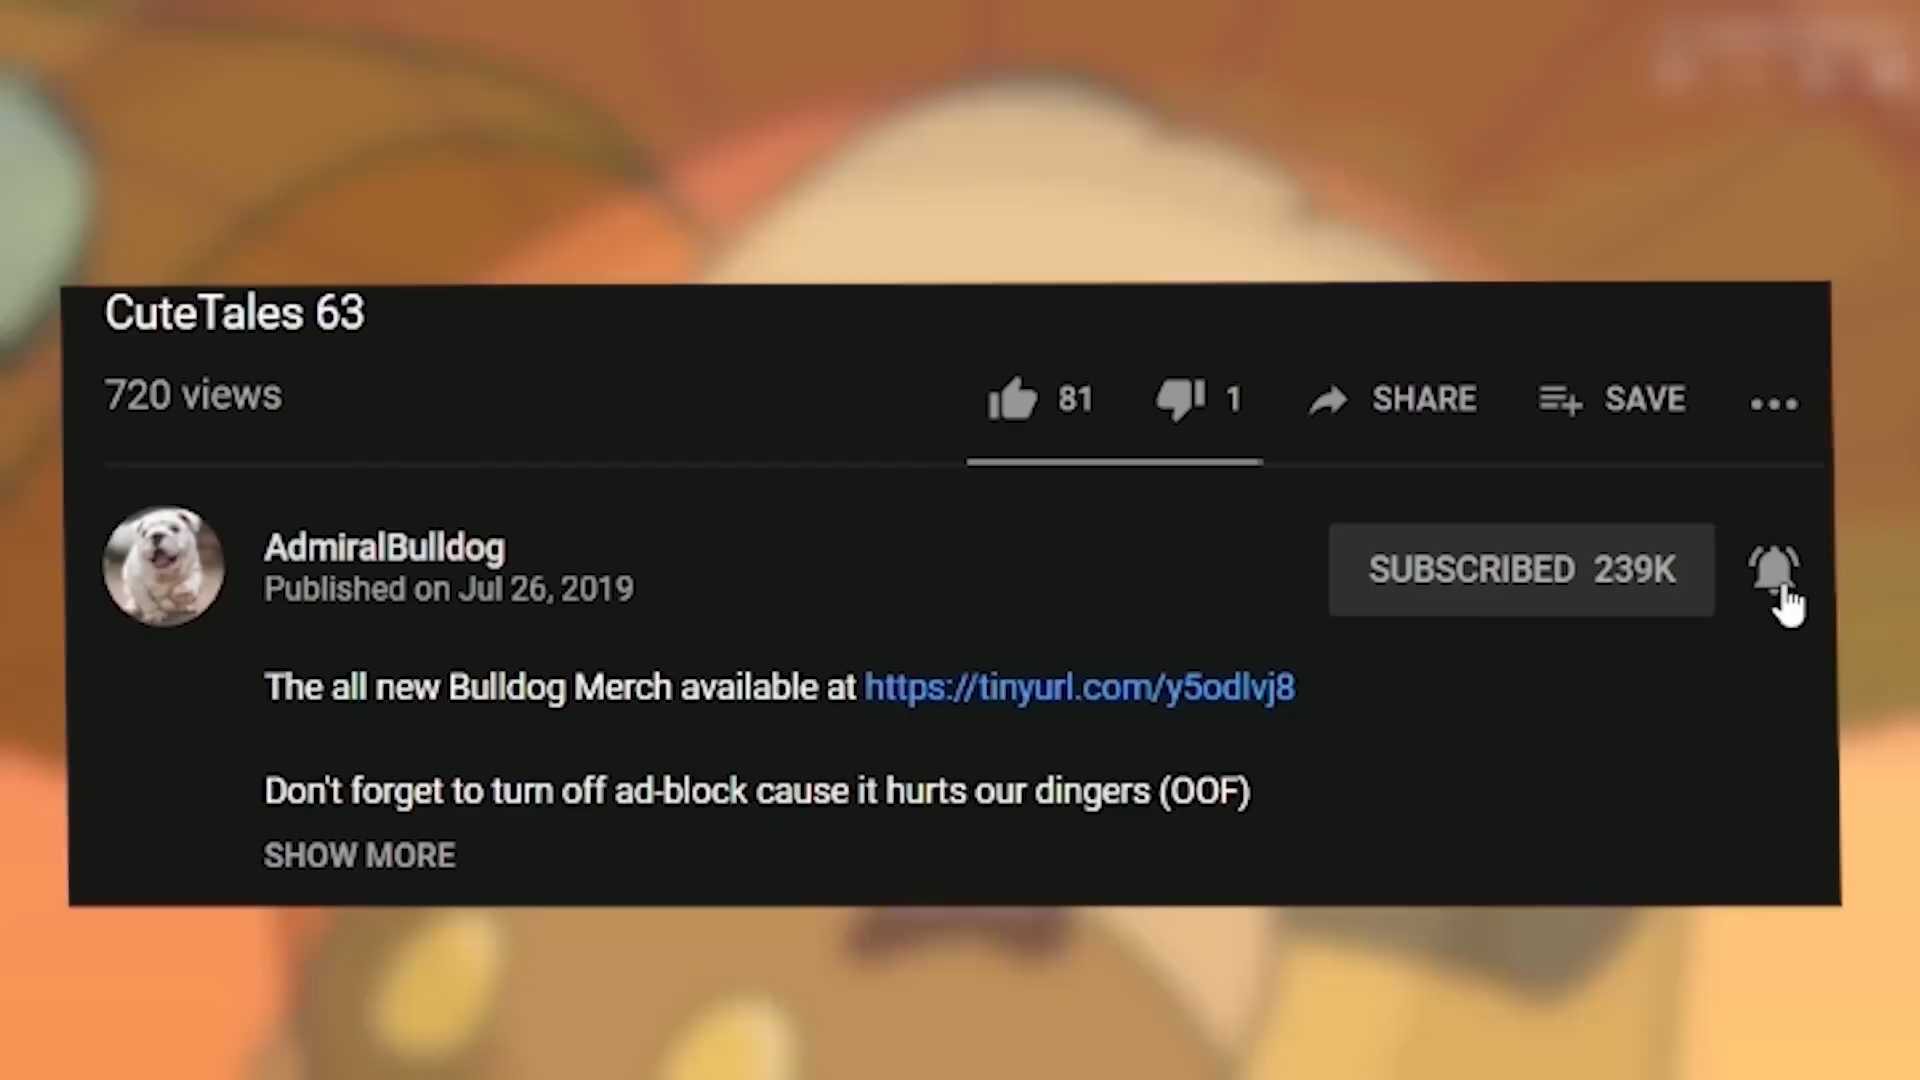 CuteTales 63
720 views
81 1 SHARE SAVE
AdmiralBulldog
Published on Jul 26, 2019
SUBSCRIBED 239K
The all new Bulldog Merch available at https://tinyurl.com/y5odlvj8
Don't forget to turn off ad-block cause it hurts our dingers (OOF)
SHOW MORE